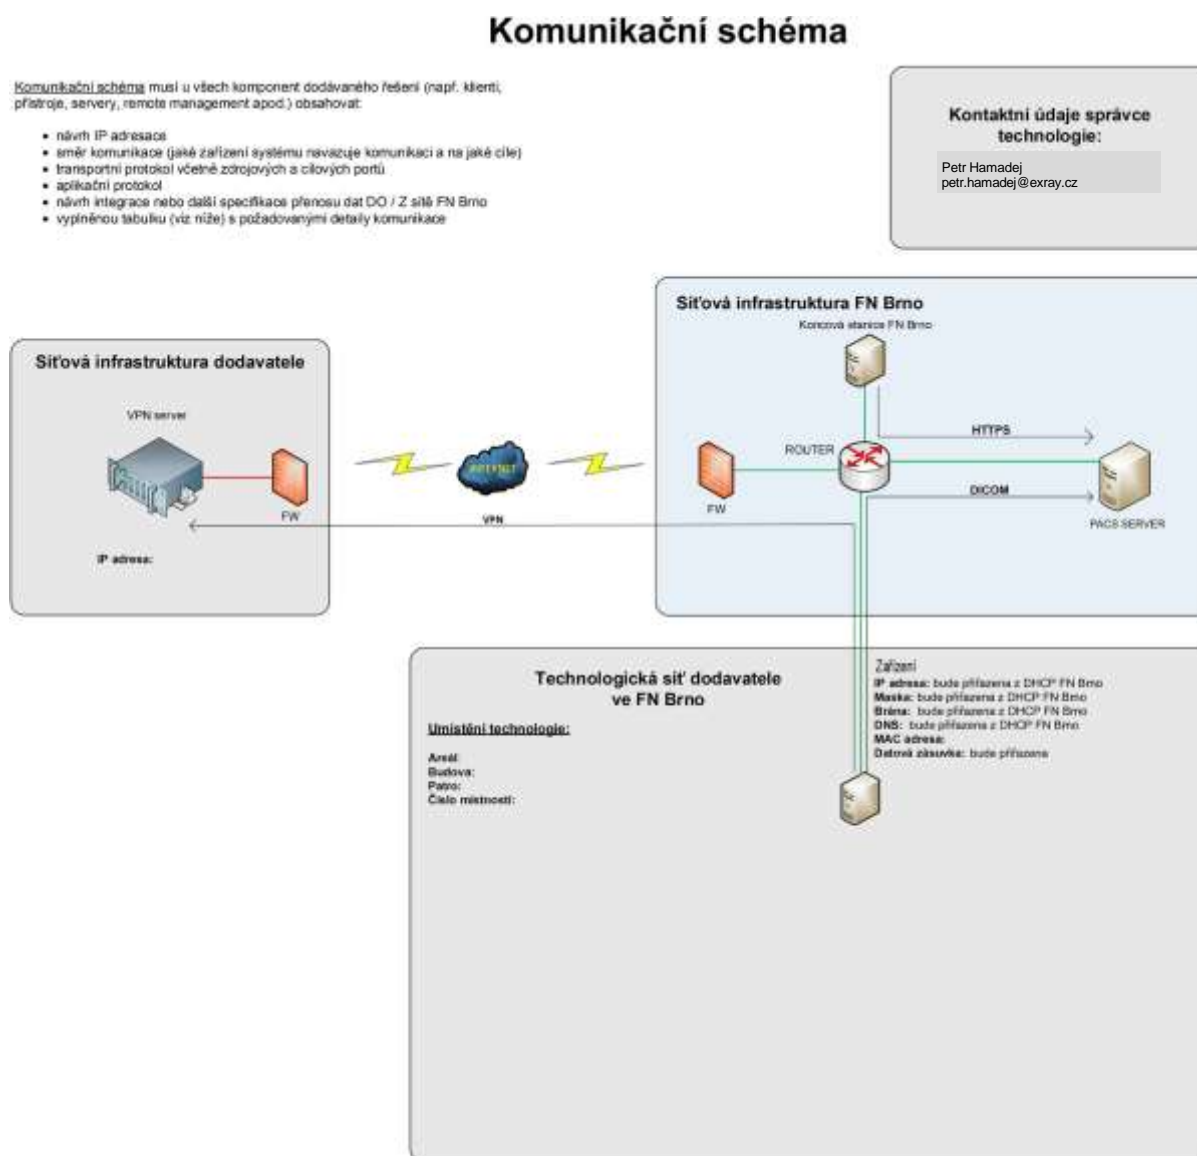 Komunikační schéma
Komunikační schéma musí u všech komponent dodávaného řešení (např. klienti,
přístroje, servery, remote management apod.) obsahovat:
• návrh IP adresace
• směr komunikace (jaké zařízení systému navazuje komunikaci a na jaké cíle)
• transportní protokol včetně zdrojových a cílových portů
• aplikační protokol
• návrh integrace nebo další specifikace přenosu dat DO / Z sítě FN Brno
• vyplněnou tabulku (viz níže) s požadovanými detaily komunikace
Kontaktní údaje správce
technologie:
Petr Hamadej
petr.hamadej@exray.cz
Síťová infrastruktura FN Brno
Koncová stanice FN Brno
Síťová infrastruktura dodavatele
VPN server
HTTPS
ROUTER
INTERNET
DICOM
FW
FW
VPN
PACS SERVER
IP adresa:
Technologická síť dodavatele
ve FN Brno
Umístění technologie:
Areál:
Budova:
Patro:
Číslo místnosti:
Zařízení
IP adresa: bude přiřazena z DHCP FN Brno
Maska: bude přiřazena z DHCP FN Brno
Brána: bude přiřazena z DHCP FN Brno
DNS: bude přiřazena z DHCP FN Brno
MAC adresa:
Datová zásuvka: bude přiřazena